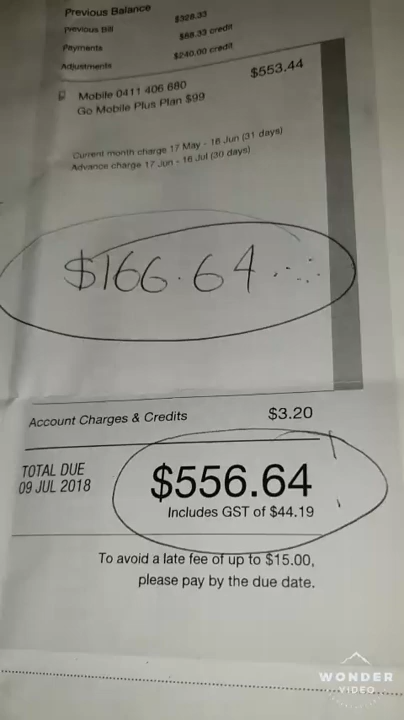 Previous Balance
Previous Bill $328.33
Payments $88.33 credit
Adjustments $240.00 credit
Mobile 0411 406 680 $553.44
Go Mobile Plus Plan $99
Current month charge 17 May - 16 Jun (31 days)
Advance charge 17 Jun - 16 Jul (30 days)
$166.64
Account Charges & Credits $3.20
TOTAL DUE
09 JUL 2018
$556.64
Includes GST of $44.19
To avoid a late fee of up to $15.00,
please pay by the due date.
WONDER
VIDEO